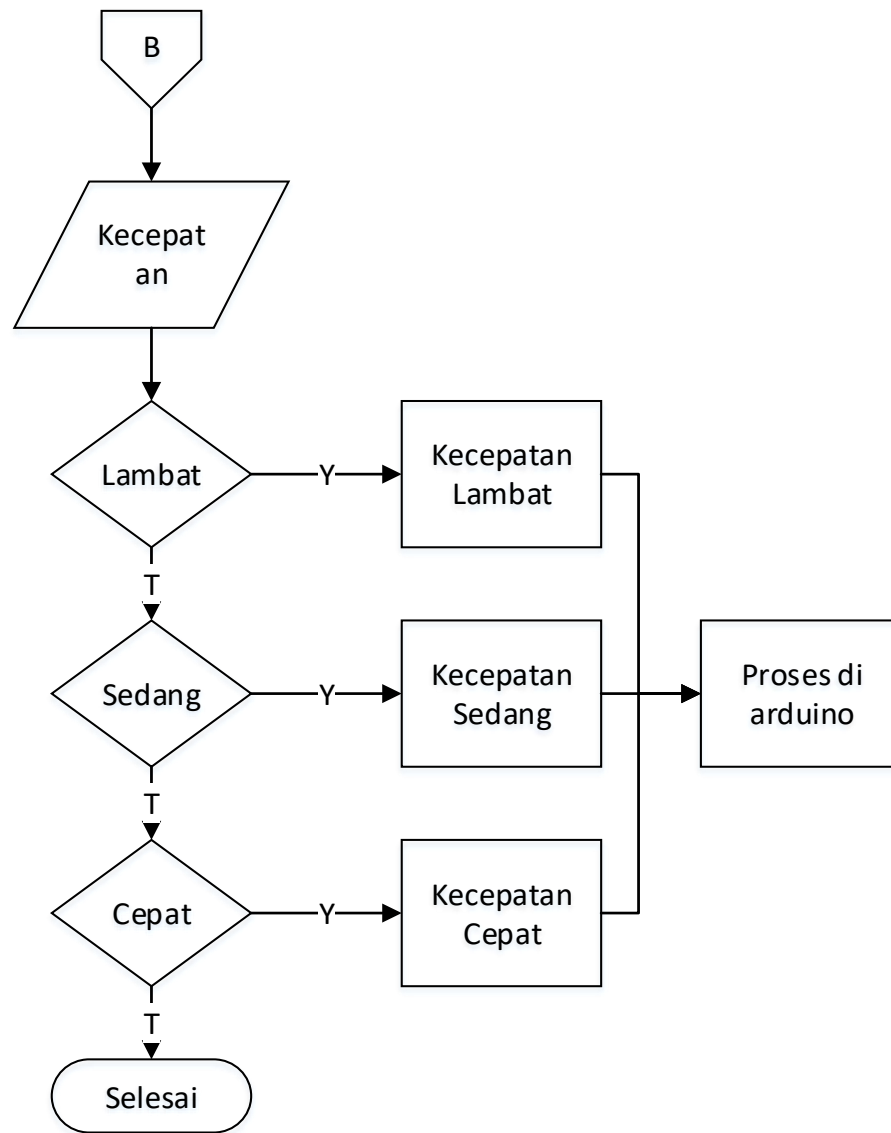 B
Kecepat
an
Lambat
Y
Kecepatan
Lambat
T
Sedang
Y
Kecepatan
Sedang
Proses di
arduino
T
Cepat
Y
Kecepatan
Cepat
T
Selesai